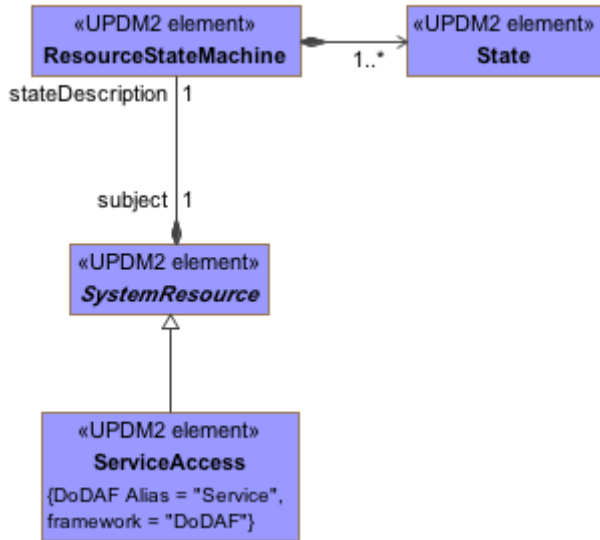 «UPDM2 element»
ResourceStateMachine
«UPDM2 element»
State
1..*
stateDescription 1
subject 1
«UPDM2 element»
SystemResource
«UPDM2 element»
ServiceAccess
{DoDAF Alias = "Service",
framework = "DoDAF"}